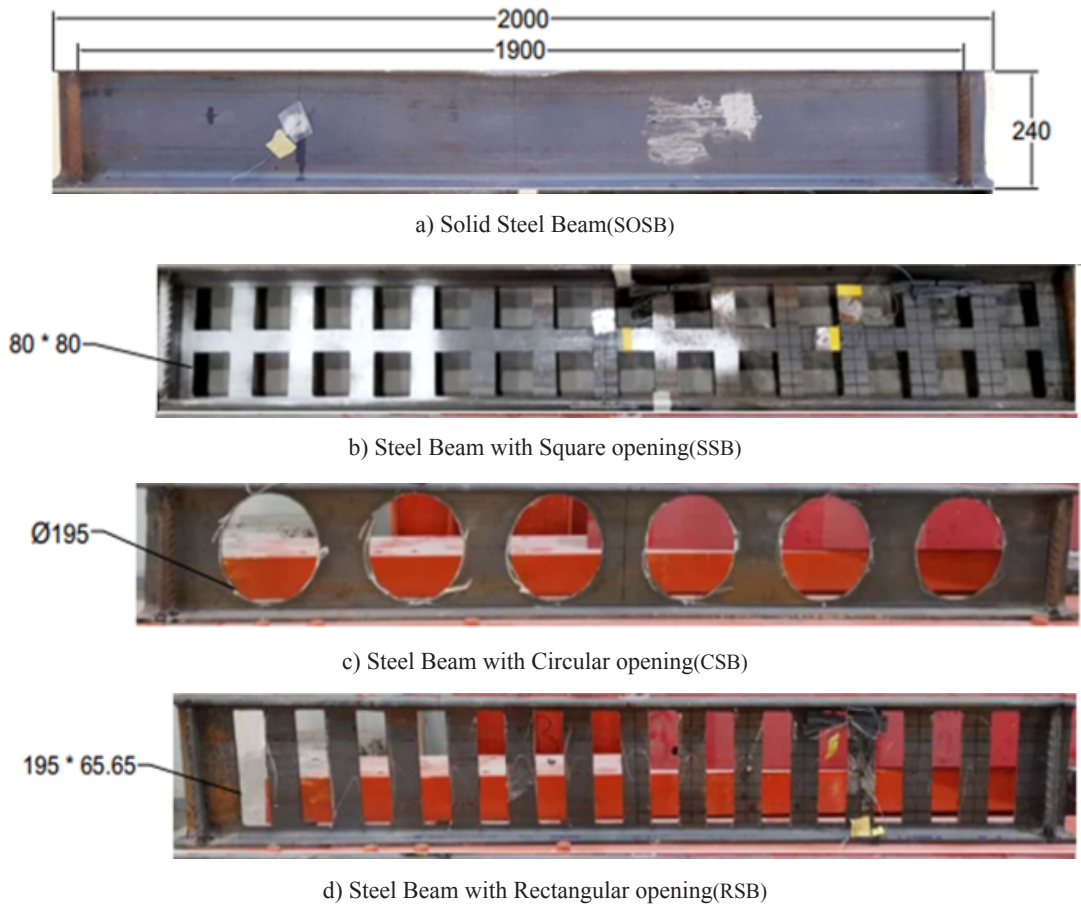 2000
1900
240
a) Solid Steel Beam(SOSB)
80 * 80
b) Steel Beam with Square opening(SSB)
Ø195
c) Steel Beam with Circular opening(CSB)
195 * 65.65
d) Steel Beam with Rectangular opening(RSB)